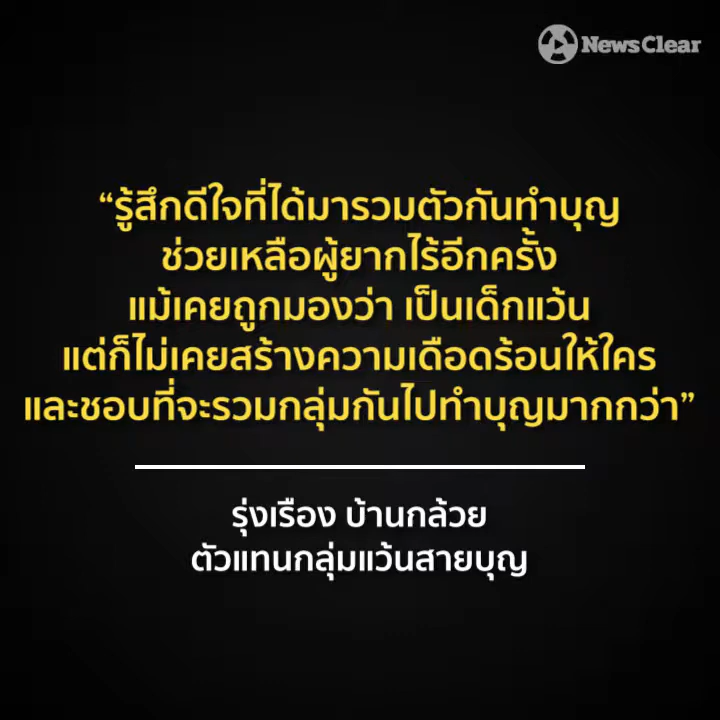 NewsClear
“รู้สึกดีใจที่ได้มารวมตัวกันทำบุญ
ช่วยเหลือผู้ยากไร้อีกครั้ง
แม้เคยถูกมองว่า เป็นเด็กแว้น
แต่ก็ไม่เคยสร้างความเดือดร้อนให้ใคร
และชอบที่จะรวมกลุ่มกันไปทำบุญมากกว่า”
รุ่งเรือง บ้านกล้วย
ตัวแทนกลุ่มแว้นสายบุญ